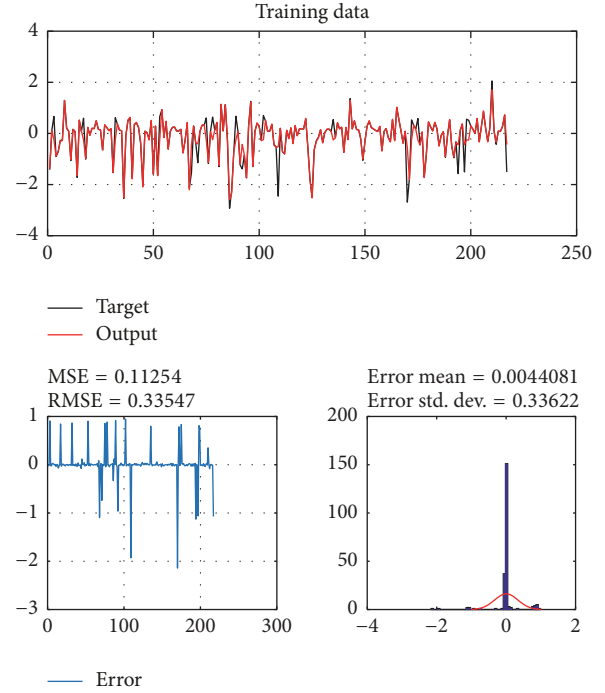 Training data
4
2
0
−2
−4
0 50 100 150 200 250
Target
Output
MSE = 0.11254
RMSE = 0.33547
1
0
−1
−2
−3
0 100 200 300
Error
Error mean = 0.0044081
Error std. dev. = 0.33622
200
150
100
50
0
−4 −2 0 2